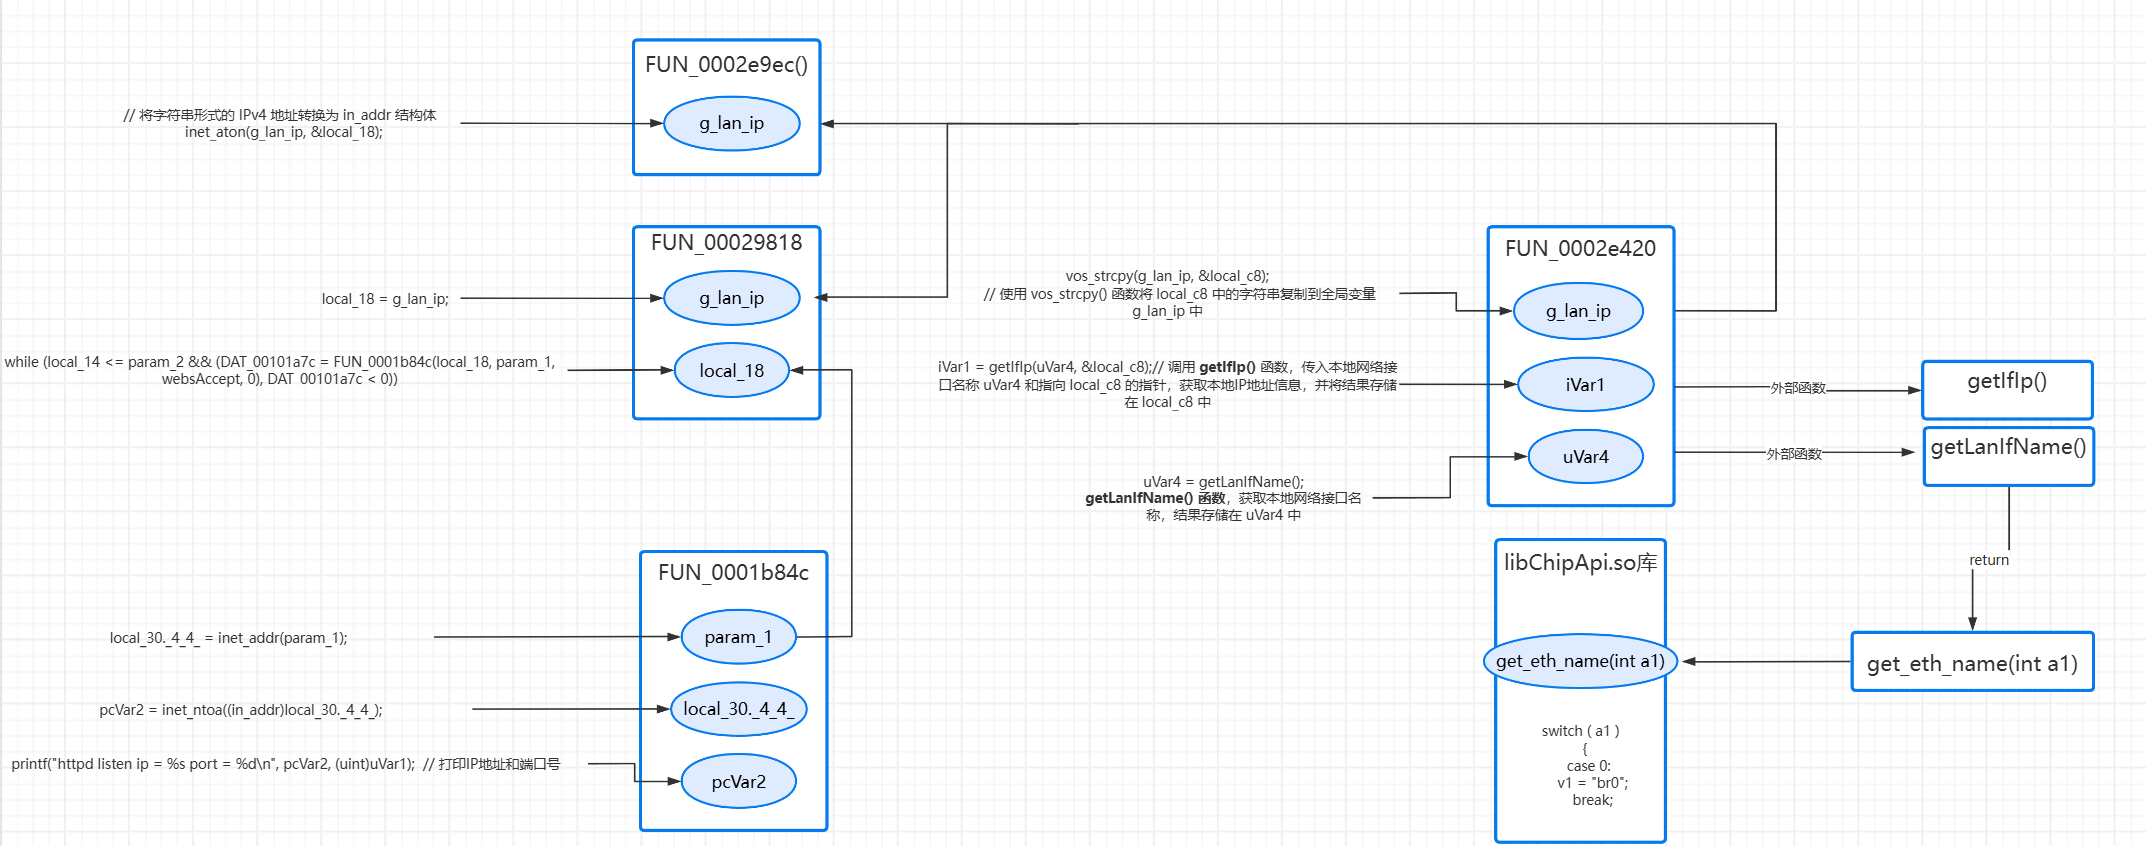 FUN_0002e9ec()
// 将字符串形式的 IPv4 地址转换为 in_addr 结构体
inet_aton(g_lan_ip, &local_18);
g_lan_ip
FUN_00029818
g_lan_ip
local_18 = g_lan_ip;
while (local_14 <= param_2 && (DAT_00101a7c = FUN_0001b84c(local_18, param_1,
websAccept, 0), DAT_00101a7c < 0))
local_18
FUN_0002e420
vos_strcpy(g_lan_ip, &local_c8);
// 使用 vos_strcpy() 函数将 local_c8 中的字符串复制到全局变量
g_lan_ip 中
g_lan_ip
iVar1 = getIfIp(uVar4, &local_c8);// 调用 getIfIp() 函数，传入本地网络接
口名称 uVar4 和指向 local_c8 的指针，获取本地IP地址信息，并将结果存储
在 local_c8 中
iVar1
外部函数
getIfIp()
uVar4 = getLanIfName();
getLanIfName() 函数，获取本地网络接口名
称，结果存储在 uVar4 中
uVar4
外部函数
getLanIfName()
return
get_eth_name(int a1)
libChipApi.so库
get_eth_name(int a1)
switch ( a1 )
{
case 0:
v1 = "br0";
break;
FUN_0001b84c
local_30._4_4_ = inet_addr(param_1);
param_1
pcVar2 = inet_ntoa((in_addr)local_30._4_4_);
local_30._4_4_
printf("httpd listen ip = %s port = %d\n", pcVar2, (uint)uVar1);  // 打印IP地址和端口号
pcVar2